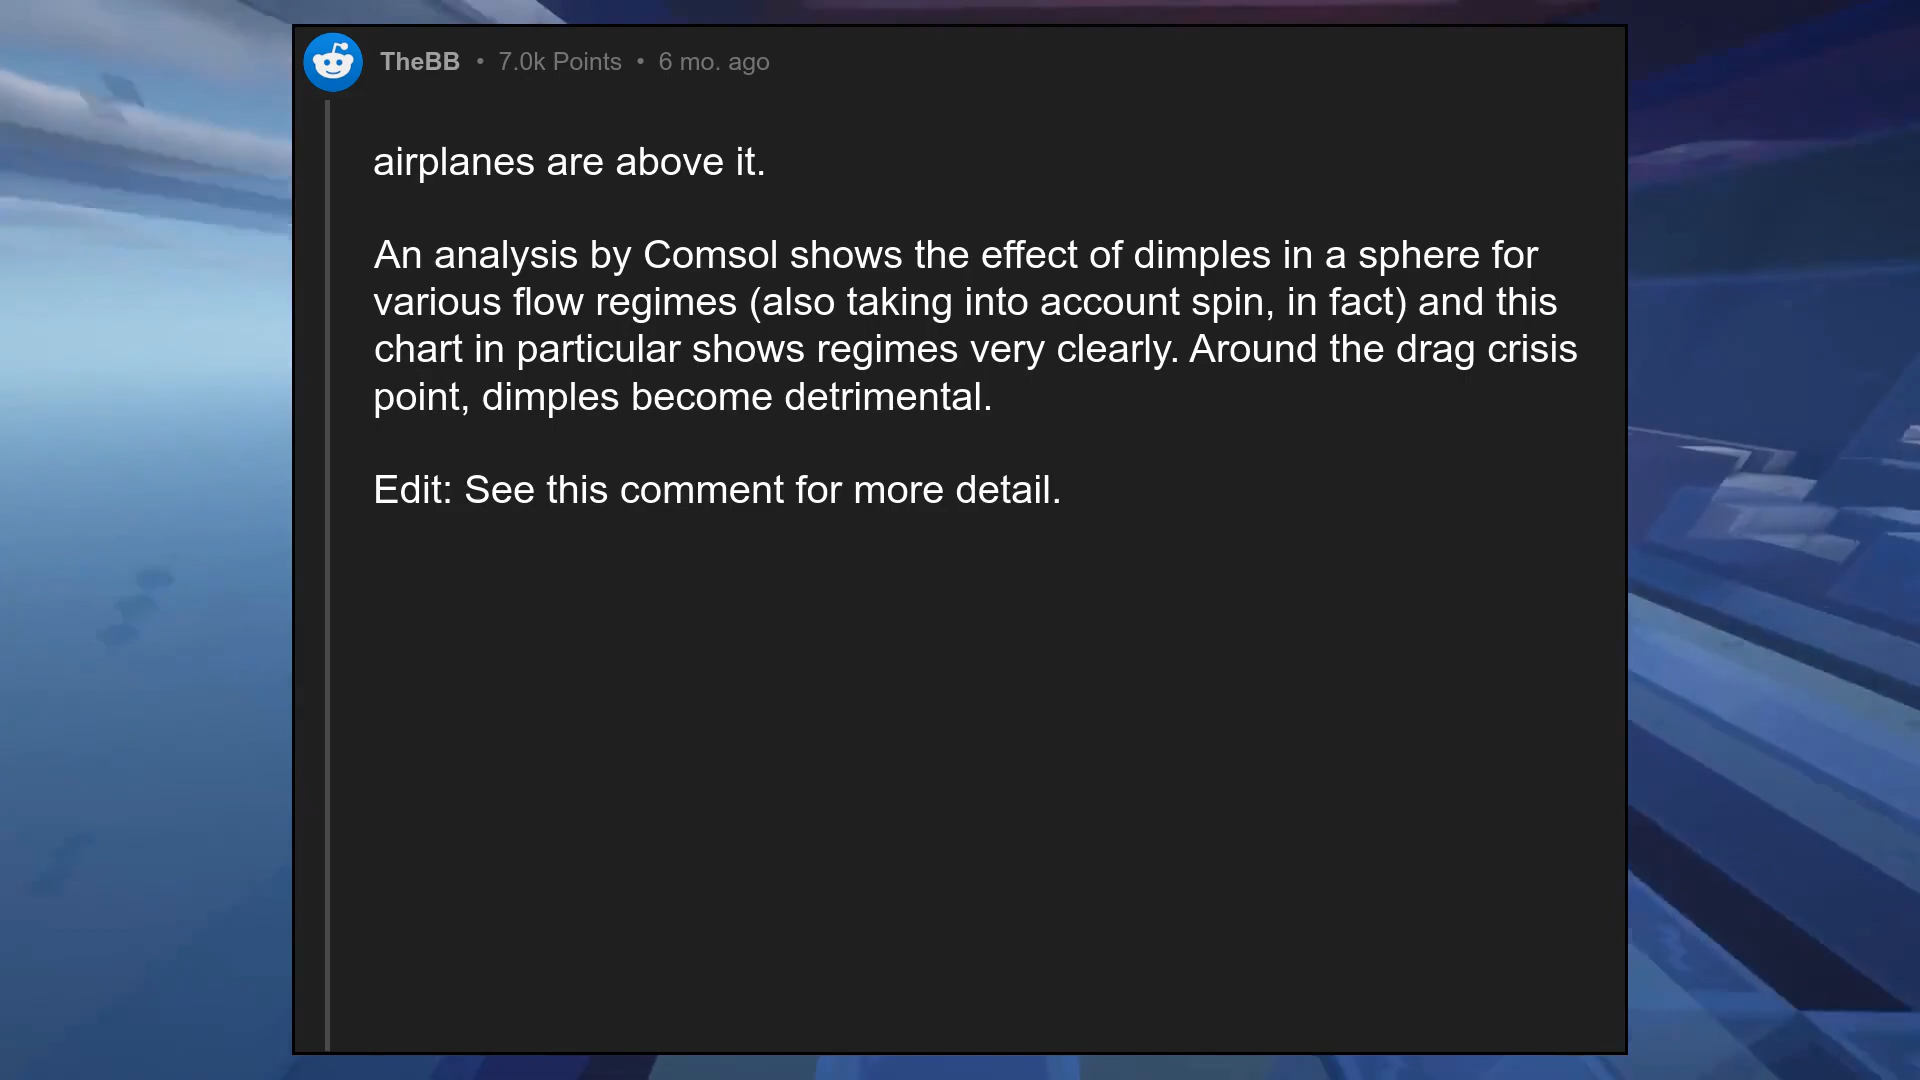 TheBB • 7.0k Points • 6 mo. ago
airplanes are above it.
An analysis by Comsol shows the effect of dimples in a sphere for
various flow regimes (also taking into account spin, in fact) and this
chart in particular shows regimes very clearly. Around the drag crisis
point, dimples become detrimental.
Edit: See this comment for more detail.